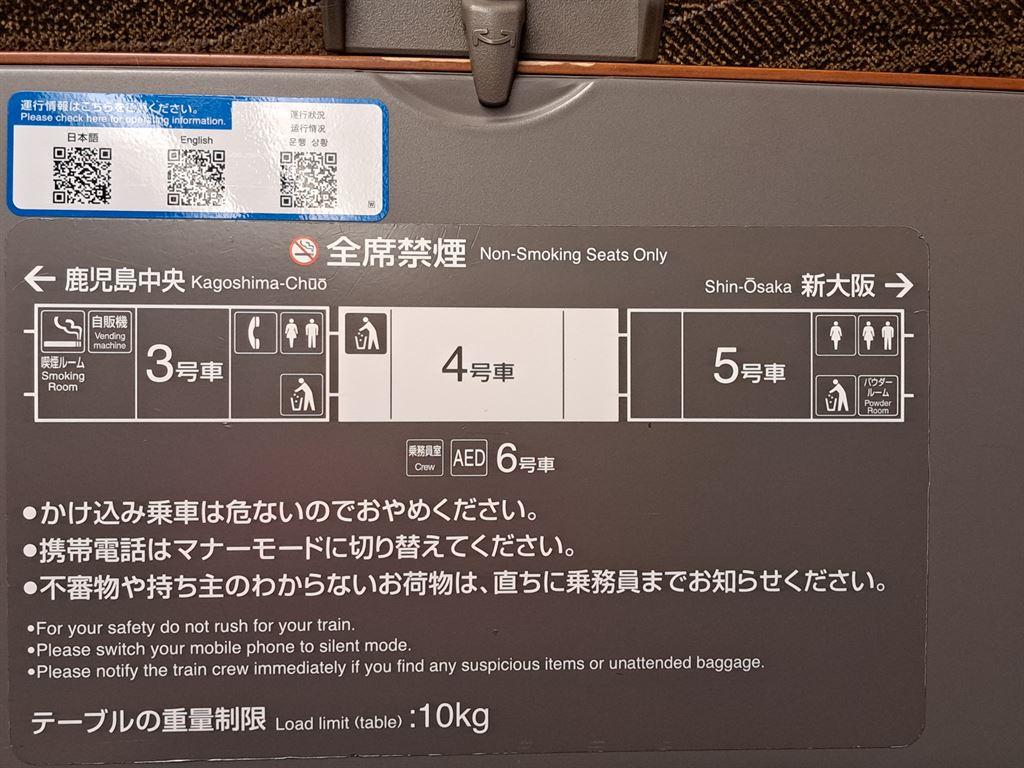 運行情報はこちらをご覧ください。
Please check here for operating information.
日本語
English
運行狀況
运行情况
운행 상황
全席禁煙 Non-Smoking Seats Only
← 鹿児島中央 Kagoshima-Chūō
Shin-Ōsaka 新大阪 →
自販機
Vending
machine
喫煙ルーム
Smoking
Room
3号車
4号車
5号車
パウダー
ルーム
Powder
Room
乗務員室
Crew
AED
6号車
●かけ込み乗車は危ないのでおやめください。
●携帯電話はマナーモードに切り替えてください。
●不審物や持ち主のわからないお荷物は、直ちに乗務員までお知らせください。
•For your safety do not rush for your train.
•Please switch your mobile phone to silent mode.
•Please notify the train crew immediately if you find any suspicious items or unattended baggage.
テーブルの重量制限 Load limit (table) :10kg